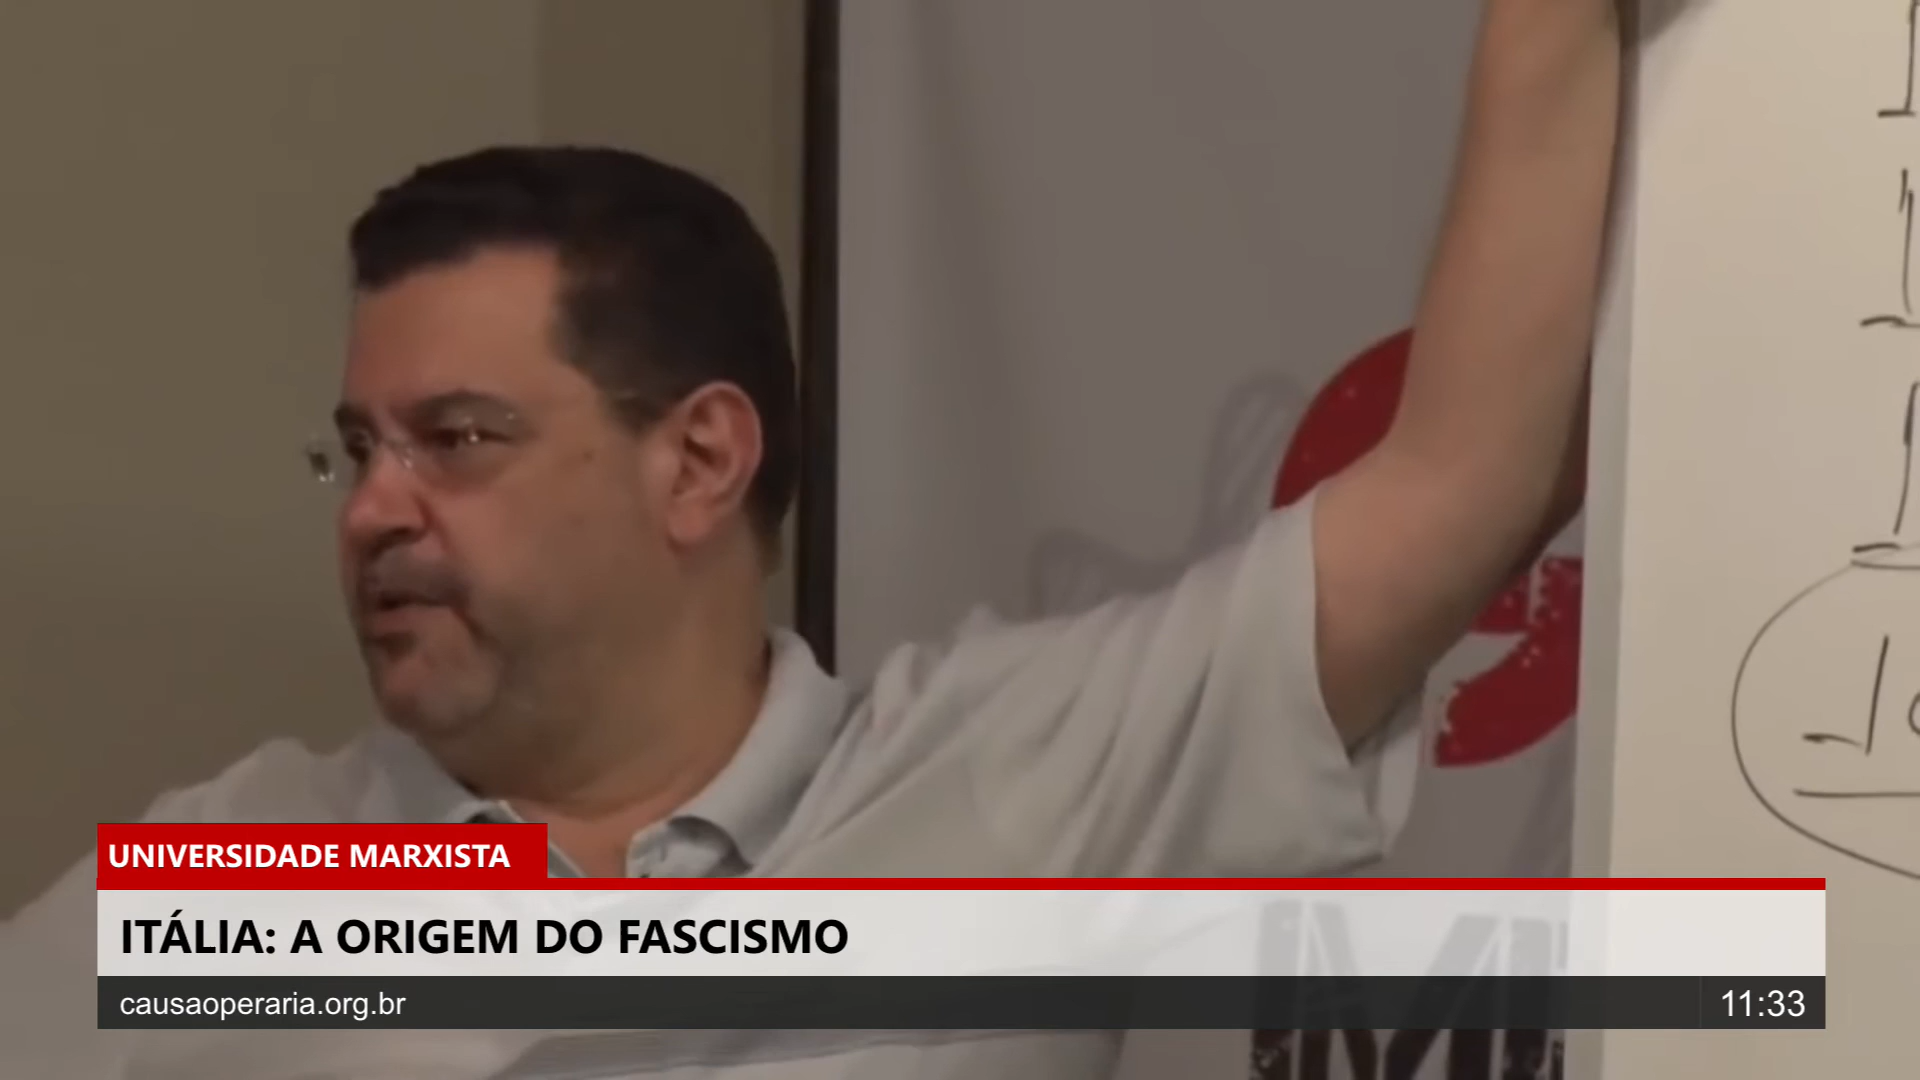 UNIVERSIDADE MARXISTA
ITÁLIA: A ORIGEM DO FASCISMO
causaoperaria.org.br
11:33